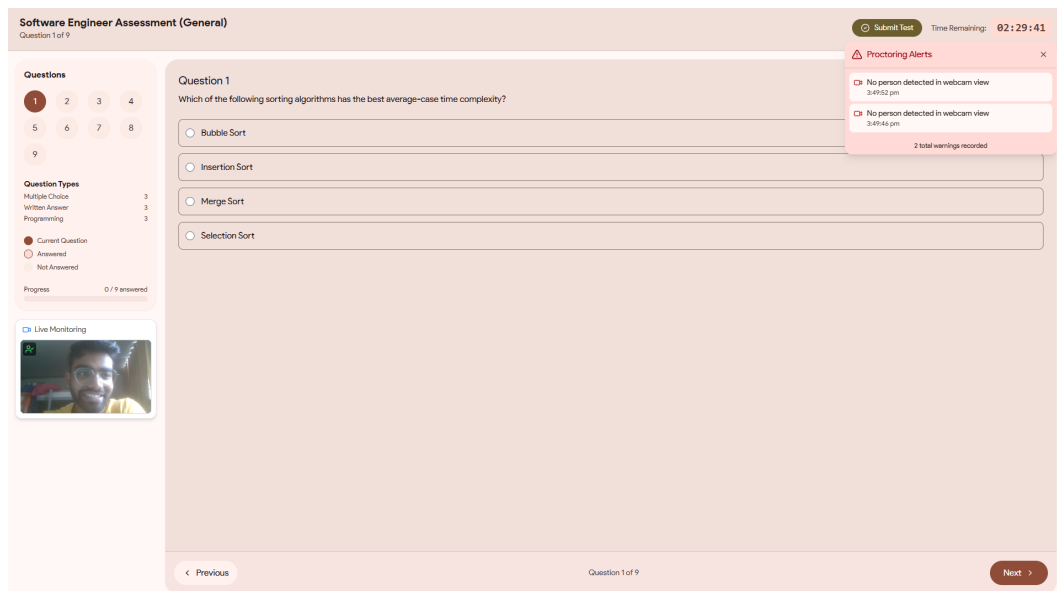 Software Engineer Assessment (General)
Question 1 of 9
Submit Test
Time Remaining:
02:29:41
Proctoring Alerts
No person detected in webcam view
3:49:52 pm
No person detected in webcam view
3:49:46 pm
2 total warnings recorded
Questions
1 2 3 4
5 6 7 8
9
Question Types
Multiple Choice 3
Written Answer 3
Programming 3
Current Question
Answered
Not Answered
Progress 0 / 9 answered
Live Monitoring
Question 1
Which of the following sorting algorithms has the best average-case time complexity?
Bubble Sort
Insertion Sort
Merge Sort
Selection Sort
Previous
Question 1 of 9
Next